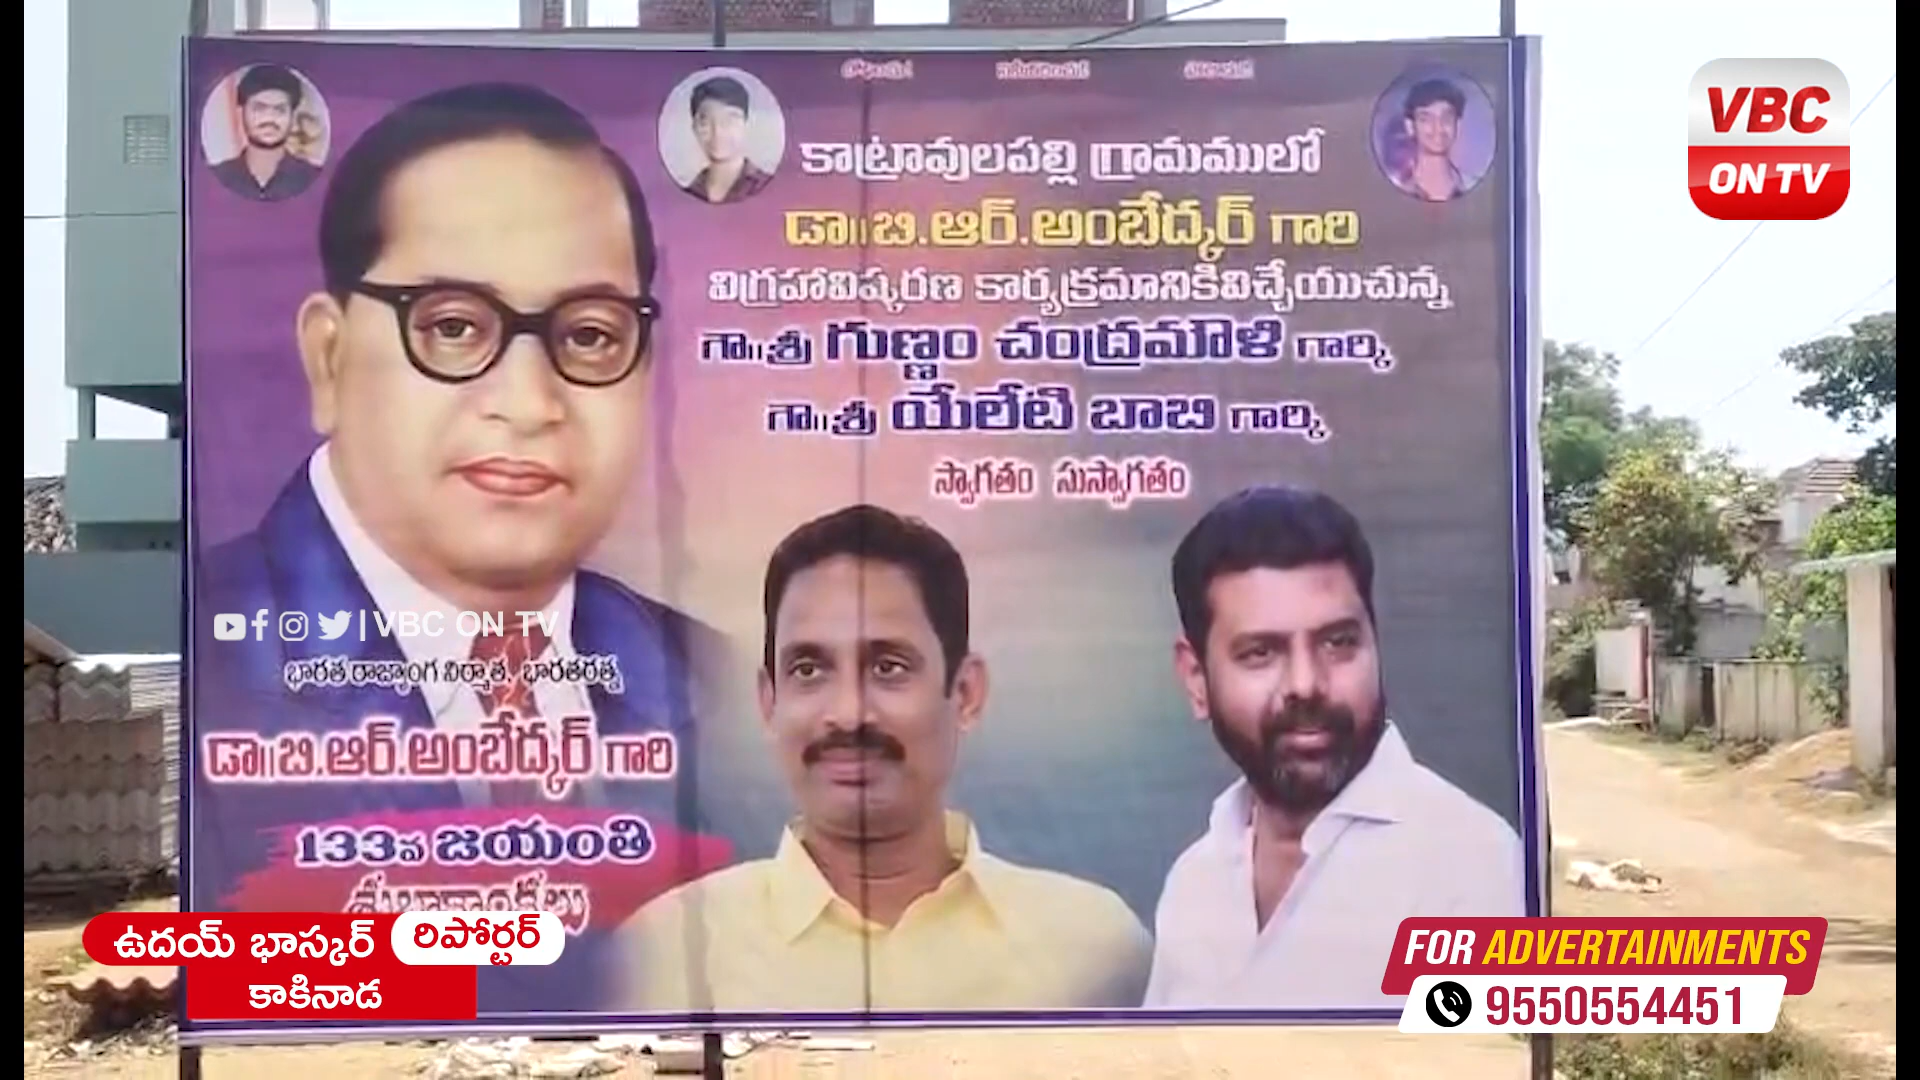 కాట్రావులపల్లి గ్రామములో
డా॥బి.ఆర్.అంబేద్కర్ గారి
విగ్రహావిష్కరణ కార్యక్రమానికివిచ్చేయుచున్న
గౌ॥శ్రీ గుణ్ణం చంద్రమౌళి గార్కి
గౌ॥శ్రీ యేలేటి బాబి గార్కి
స్వాగతం సుస్వాగతం
భారత రాజ్యాంగ నిర్మాత, భారతరత్న
డా॥బి.ఆర్.అంబేద్కర్ గారి
133వ జయంతి
శుభాకాంక్షలు
VBC
ON TV
| VBC ON TV
ఉదయ్ భాస్కర్ రిపోర్టర్
కాకినాడ
FOR ADVERTAINMENTS
9550554451